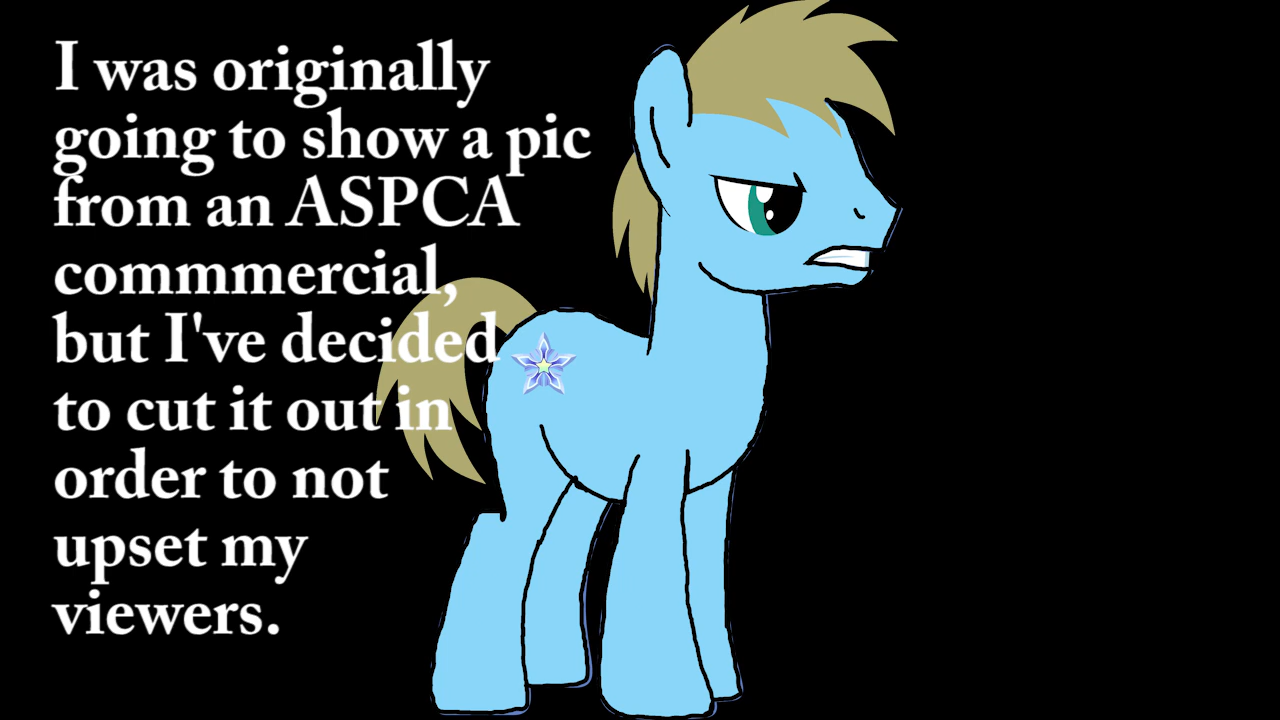 I was originally
going to show a pic
from an ASPCA
commmercial,
but I've decided
to cut it out in
order to not
upset my
viewers.